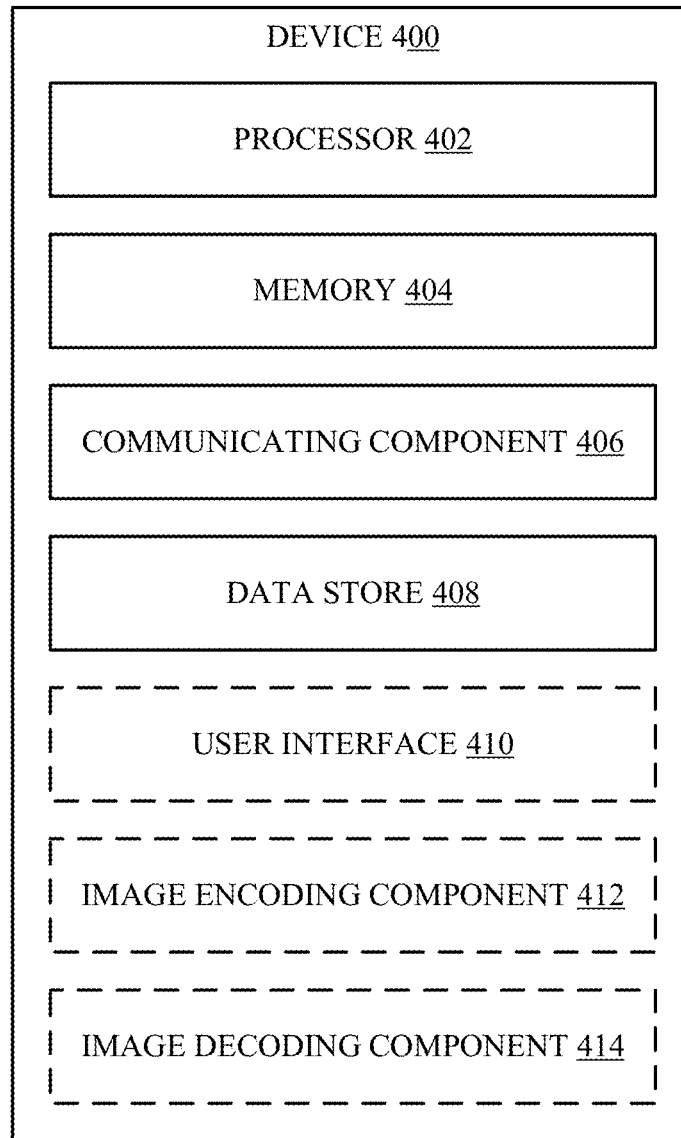 DEVICE 400
PROCESSOR 402
MEMORY 404
COMMUNICATING COMPONENT 406
DATA STORE 408
USER INTERFACE 410
IMAGE ENCODING COMPONENT 412
IMAGE DECODING COMPONENT 414